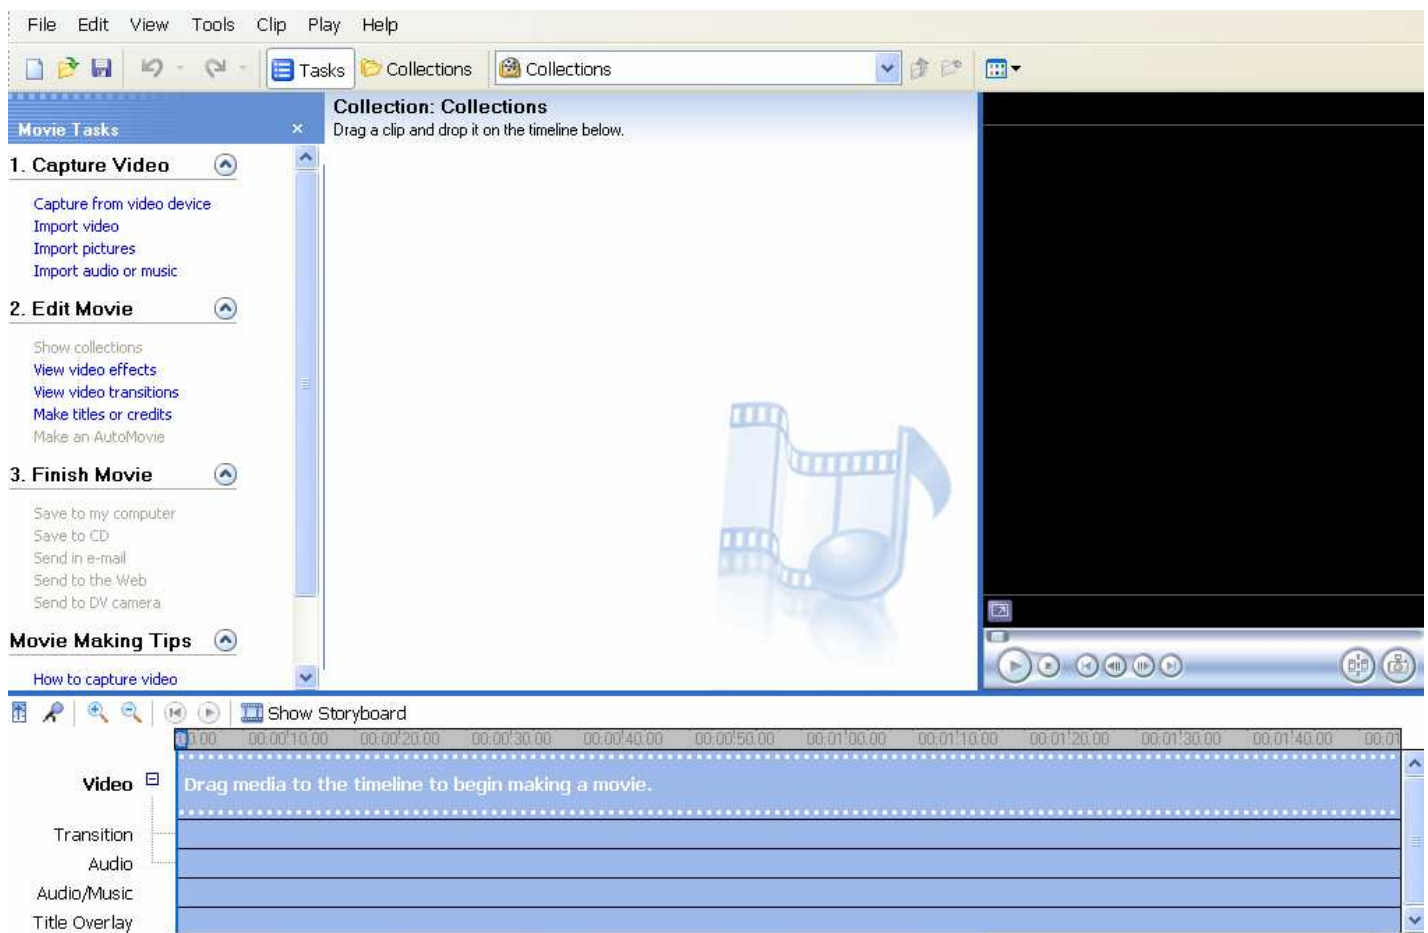 File Edit View Tools Clip Play Help
Tasks Collections Collections
Movie Tasks
Collection: Collections
Drag a clip and drop it on the timeline below.
1. Capture Video
Capture from video device
Import video
Import pictures
Import audio or music
2. Edit Movie
Show collections
View video effects
View video transitions
Make titles or credits
Make an AutoMovie
3. Finish Movie
Save to my computer
Save to CD
Send in e-mail
Send to the Web
Send to DV camera
Movie Making Tips
How to capture video
Show Storyboard
0.00 00:00:10.00 00:00:20.00 00:00:30.00 00:00:40.00 00:00:50.00 00:01:00.00 00:01:10.00 00:01:20.00 00:01:30.00 00:01:40.00 00:01
Video Drag media to the timeline to begin making a movie.
Transition
Audio
Audio/Music
Title Overlay